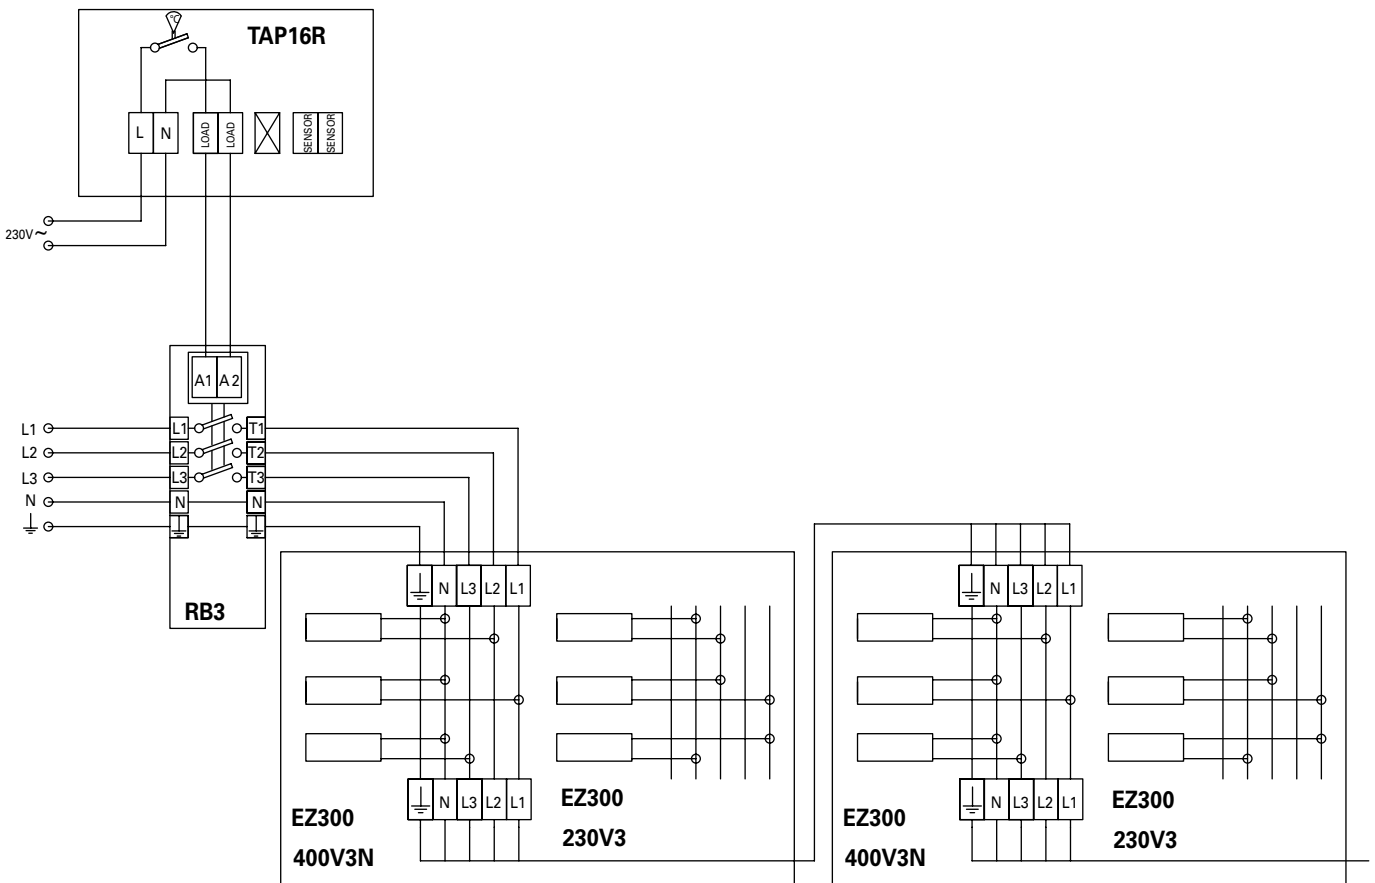 °C
TAP16R
L N LOAD LOAD SENSOR SENSOR
230V~
A1 A2
L1 L1 T1
L2 L2 T2
L3 L3 T3
N N N
RB3
N L3 L2 L1
N L3 L2 L1
N L3 L2 L1
EZ300
400V3N
EZ300
230V3
N L3 L2 L1
EZ300
400V3N
EZ300
230V3